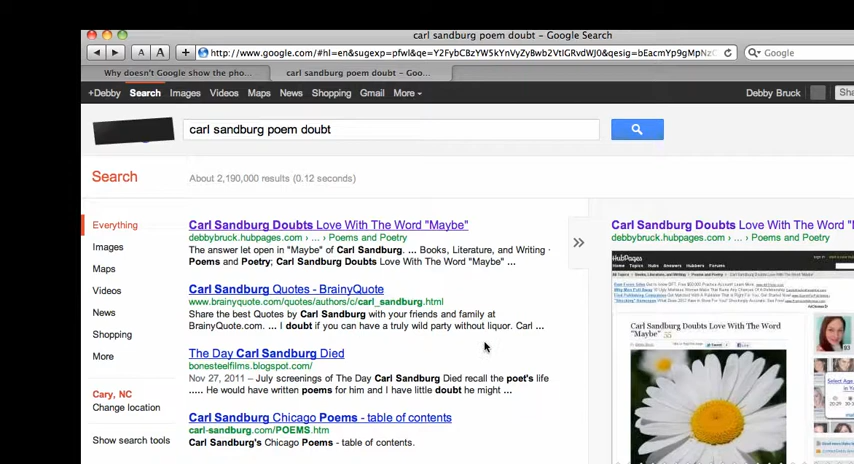 carl sandburg poem doubt - Google Search
A A + http://www.google.com/#hl=en&sugexp=pfwl&qe=
Google
Why doesn't Google show the pho...
carl sandburg poem doubt - Goo...
+Debby Search Images Videos Maps News Shopping Gmail More
Debby Bruck
Sha
carl sandburg poem doubt
Search
About 2,190,000 results (0.12 seconds)
Everything
Images
Maps
Videos
News
Shopping
More
Cary, NC
Change location
Show search tools
Carl Sandburg Doubts Love With The Word "Maybe"
debbybruck.hubpages.com › ... › Poems and Poetry
The answer let open in "Maybe" of Carl Sandburg. ... Books, Literature, and Writing ·
Poems and Poetry; Carl Sandburg Doubts Love With The Word "Maybe" ...
Carl Sandburg Quotes - BrainyQuote
www.brainyquote.com/quotes/authors/c/carl_sandburg.html
Share the best Quotes by Carl Sandburg with your friends and family at
BrainyQuote.com. ... I doubt if you can have a truly wild party without liquor. Carl ...
The Day Carl Sandburg Died
bonesteelfilms.blogspot.com/
Nov 27, 2011 – July screenings of The Day Carl Sandburg Died recall the poet's life
..... He would have written poems for him and I have little doubt he might ...
Carl Sandburg Chicago Poems - table of contents
carl-sandburg.com/POEMS.htm
Carl Sandburg's Chicago Poems - table of contents.
»
Carl Sandburg Doubts Love With The Word "
debbybruck.hubpages.com › ... › Poems and Poetry
HubPages
Carl Sandburg Doubts Love With The Word
"Maybe" 55